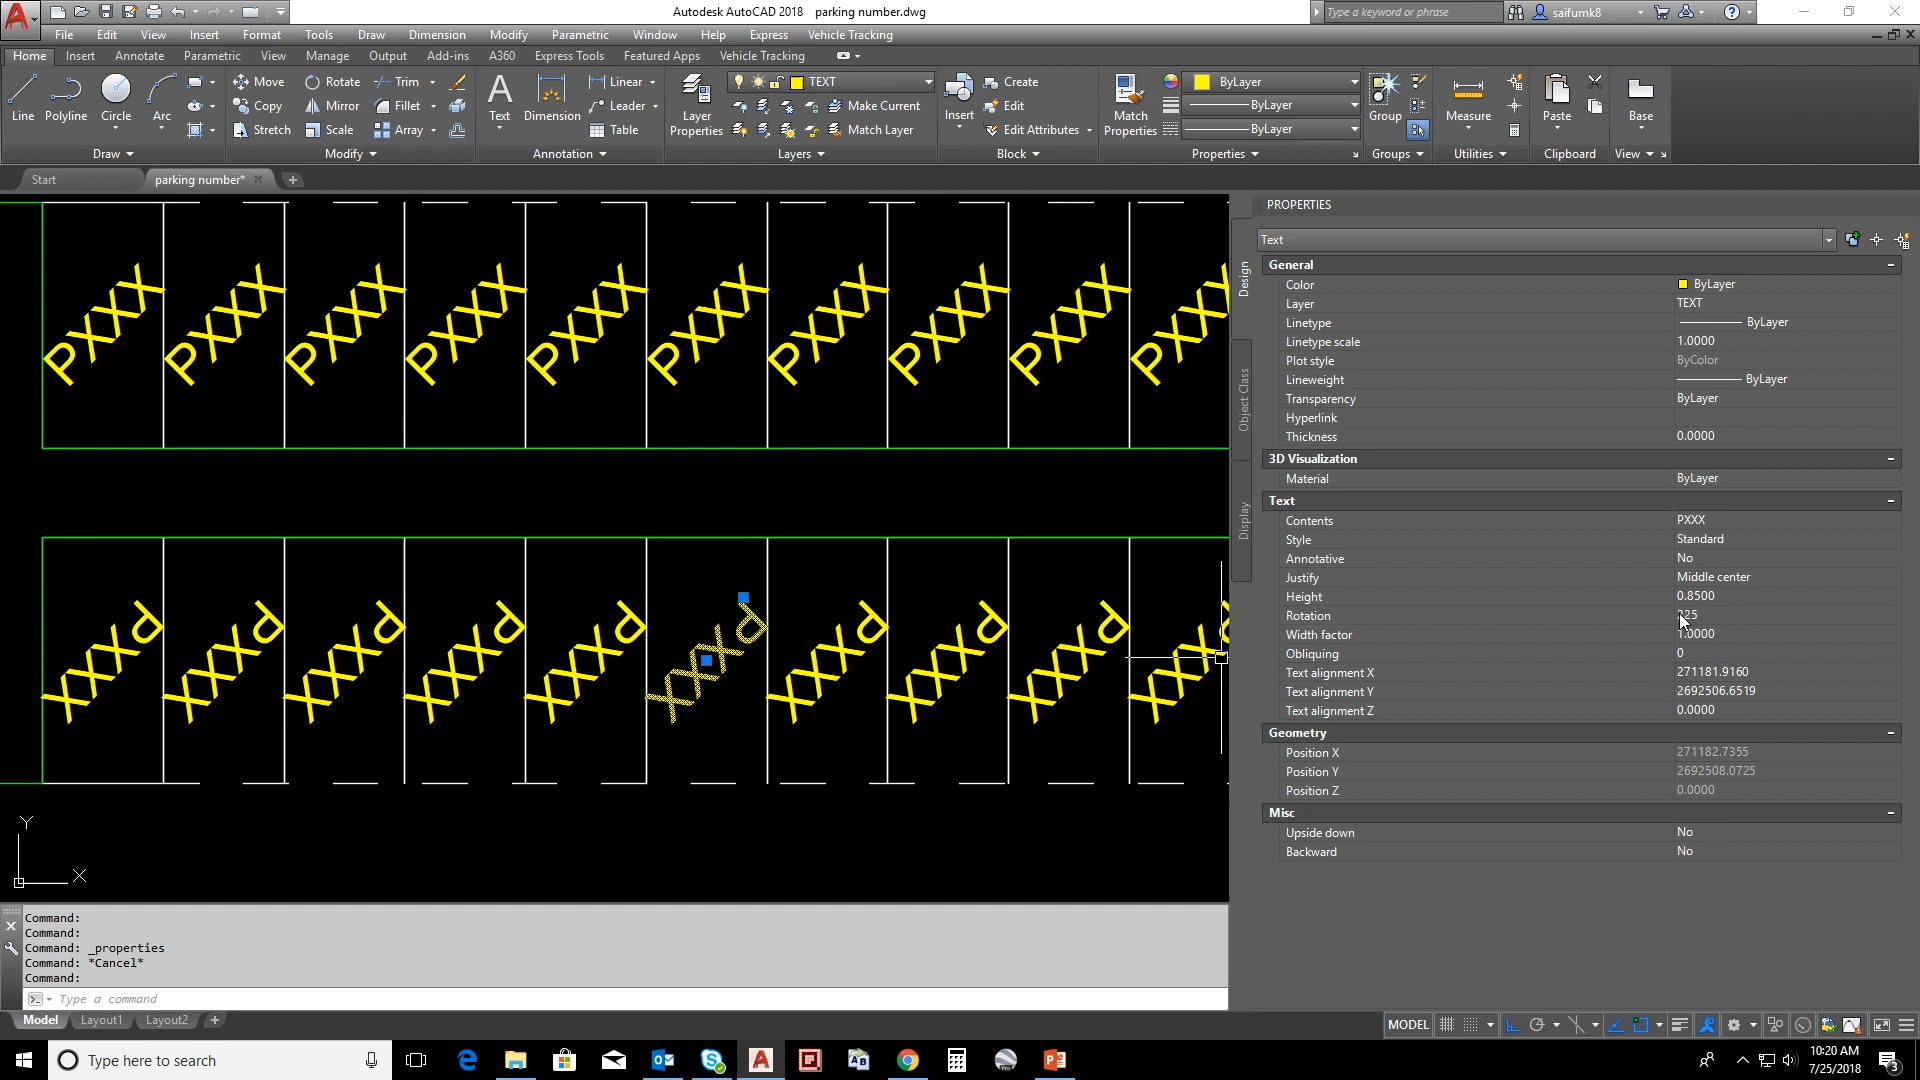 Autodesk AutoCAD 2018 parking number.dwg
Type a keyword or phrase
saifumk8
File Edit View Insert Format Tools Draw Dimension Modify Parametric Window Help Express Vehicle Tracking
Home Insert Annotate Parametric View Manage Output Add-ins A360 Express Tools Featured Apps Vehicle Tracking
Line Polyline Circle Arc
Move Rotate Trim
Copy Mirror Fillet
Stretch Scale Array
Text Dimension
Linear
Leader
Table
Layer Properties
TEXT
Make Current
Match Layer
Insert
Create
Edit
Edit Attributes
Match Properties
ByLayer
ByLayer
ByLayer
Group
Measure
Paste
Base
Draw Modify Annotation Layers Block Properties Groups Utilities Clipboard View
Start parking number*
PXXX PXXX PXXX PXXX PXXX PXXX PXXX PXXX PXXX PXXX
PXXX PXXX PXXX PXXX PXXX PXXX PXXX PXXX PXXX PXXX
Y
X
PROPERTIES
Text
Design
Object Class
Display
General
Color ByLayer
Layer TEXT
Linetype ByLayer
Linetype scale 1.0000
Plot style ByColor
Lineweight ByLayer
Transparency ByLayer
Hyperlink
Thickness 0.0000
3D Visualization
Material ByLayer
Text
Contents PXXX
Style Standard
Annotative No
Justify Middle center
Height 0.8500
Rotation 225
Width factor 1.0000
Obliquing 0
Text alignment X 271181.9160
Text alignment Y 2692506.6519
Text alignment Z 0.0000
Geometry
Position X 271182.7355
Position Y 2692508.0725
Position Z 0.0000
Misc
Upside down No
Backward No
Command:
Command:
Command: _properties
Command: *Cancel*
Command:
Type a command
Model Layout1 Layout2
MODEL
Type here to search
10:20 AM
7/25/2018
3